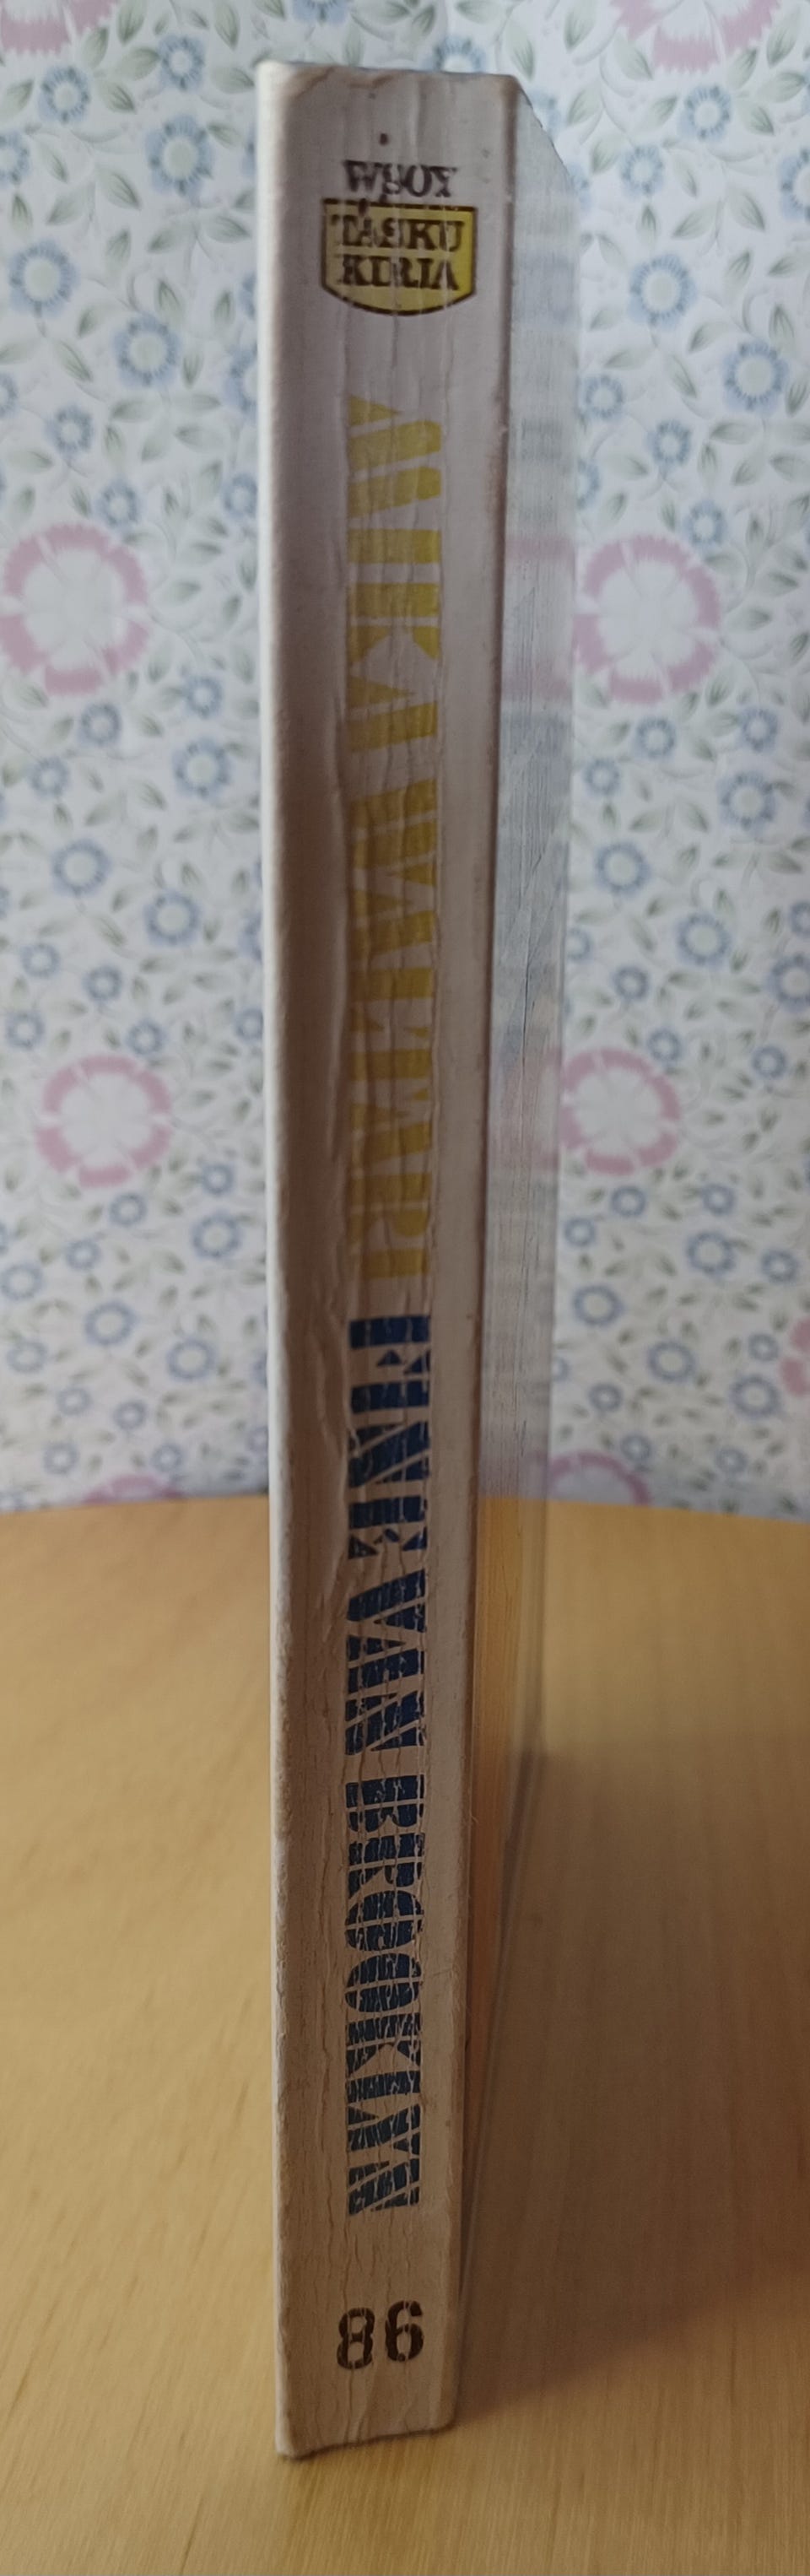 WSOY
TASKU
KIRJA
MIKA WALTARI FINE VAN BROOKLYN
86